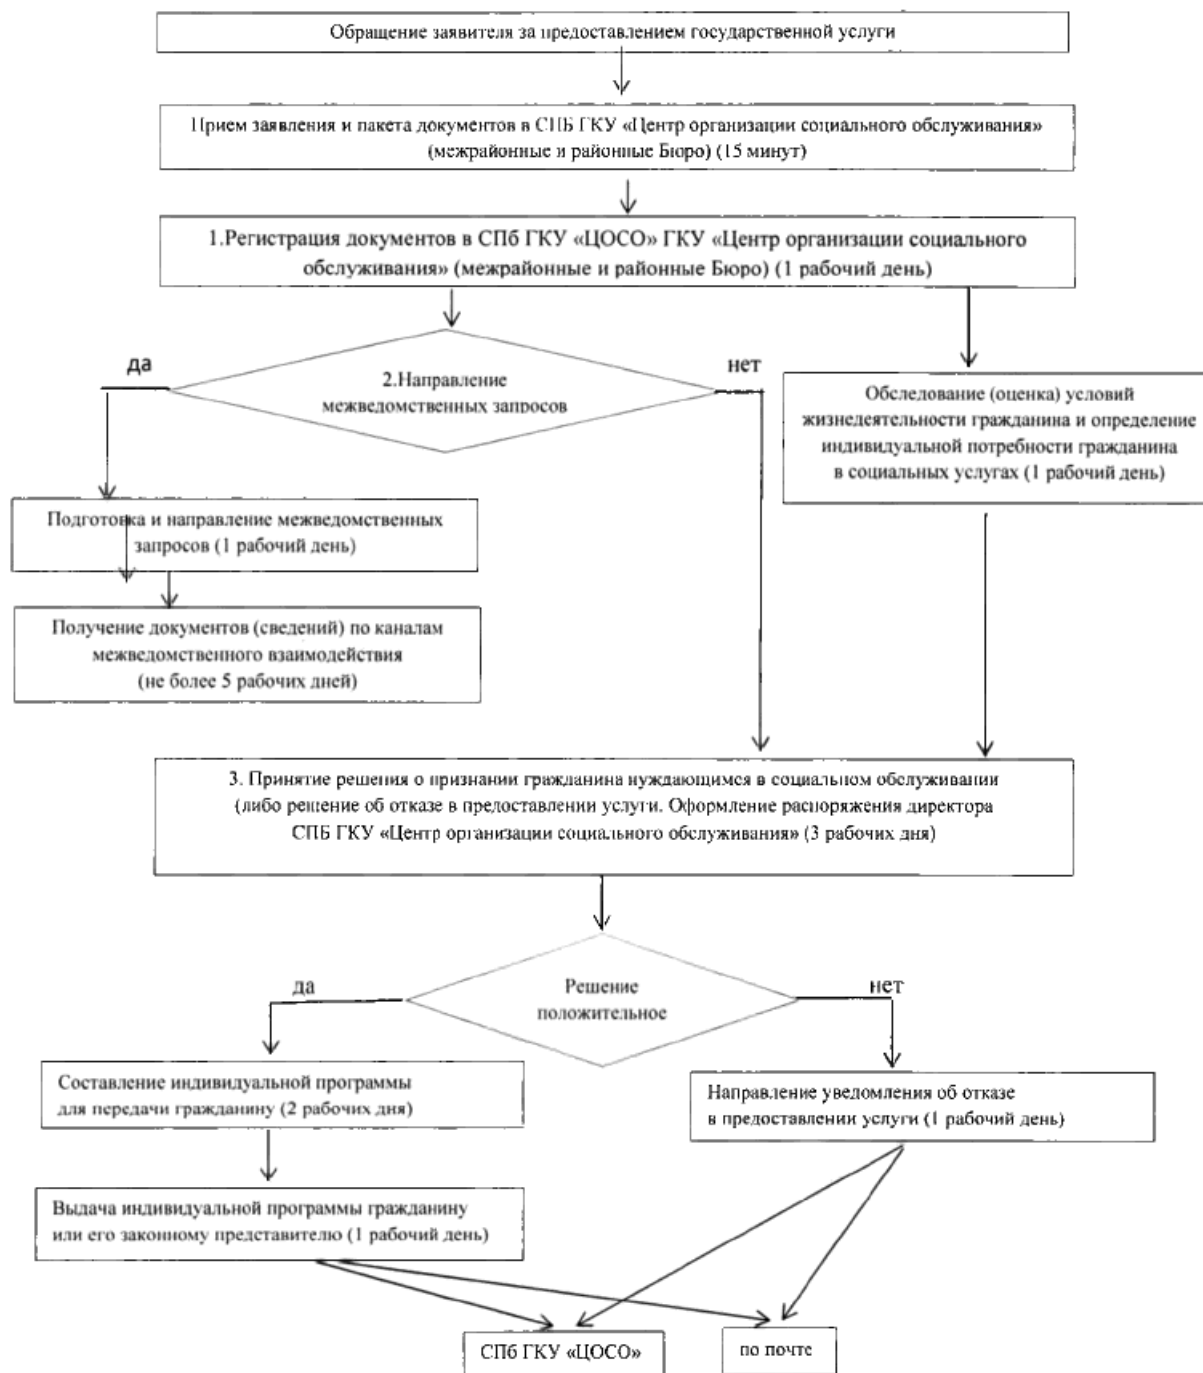 Обращение заявителя за предоставлением государственной услуги
Прием заявления и пакета документов в СПБ ГКУ «Центр организации социального обслуживания»
(межрайонные и районные Бюро) (15 минут)
1.Регистрация документов в СПб ГКУ «ЦОСО» ГКУ «Центр организации социального
обслуживания» (межрайонные и районные Бюро) (1 рабочий день)
да
нет
2.Направление
межведомственных запросов
Обследование (оценка) условий
жизнедеятельности гражданина и определение
индивидуальной потребности гражданина
в социальных услугах (1 рабочий день)
Подготовка и направление межведомственных
запросов (1 рабочий день)
Получение документов (сведений) по каналам
межведомственного взаимодействия
(не более 5 рабочих дней)
3. Принятие решения о признании гражданина нуждающимся в социальном обслуживании
(либо решение об отказе в предоставлении услуги. Оформление распоряжения директора
СПБ ГКУ «Центр организации социального обслуживания» (3 рабочих дня)
да
нет
Решение
положительное
Составление индивидуальной программы
для передачи гражданину (2 рабочих дня)
Направление уведомления об отказе
в предоставлении услуги (1 рабочий день)
Выдача индивидуальной программы гражданину
или его законному представителю (1 рабочий день)
СПб ГКУ «ЦОСО»
по почте